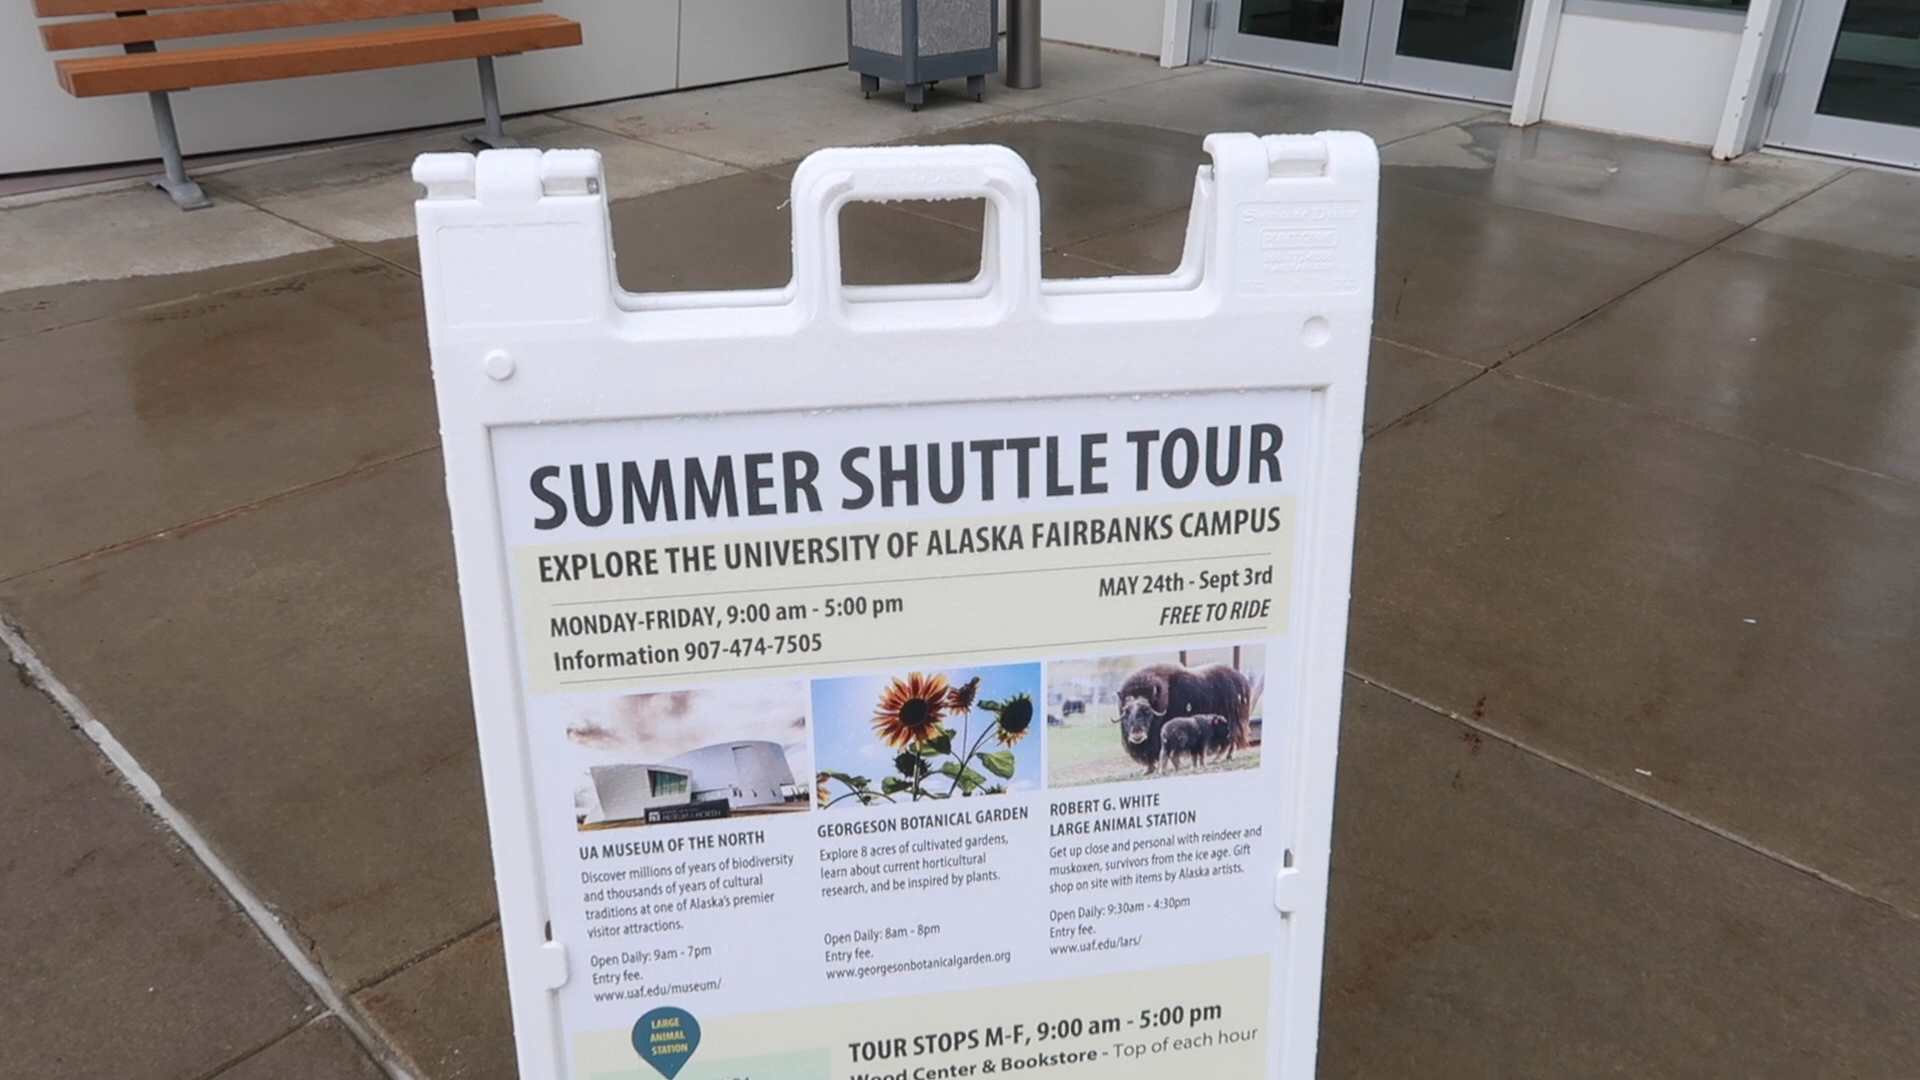 SUMMER SHUTTLE TOUR
EXPLORE THE UNIVERSITY OF ALASKA FAIRBANKS CAMPUS
MONDAY-FRIDAY, 9:00 am - 5:00 pm
MAY 24th - Sept 3rd
Information 907-474-7505
FREE TO RIDE
UA MUSEUM OF THE NORTH
Discover millions of years of biodiversity
and thousands of years of cultural
traditions at one of Alaska's premier
visitor attractions.
Open Daily: 9am - 7pm
Entry fee.
www.uaf.edu/museum/
GEORGESON BOTANICAL GARDEN
Explore 8 acres of cultivated gardens,
learn about current horticultural
research, and be inspired by plants.
Open Daily: 8am - 8pm
Entry fee.
www.georgesonbotanicalgarden.org
ROBERT G. WHITE
LARGE ANIMAL STATION
Get up close and personal with reindeer and
muskoxen, survivors from the ice age. Gift
shop on site with items by Alaska artists.
Open Daily: 9:30am - 4:30pm
Entry fee.
www.uaf.edu/lars/
LARGE
ANIMAL
STATION
TOUR STOPS M-F, 9:00 am - 5:00 pm
Wood Center & Bookstore - Top of each hour